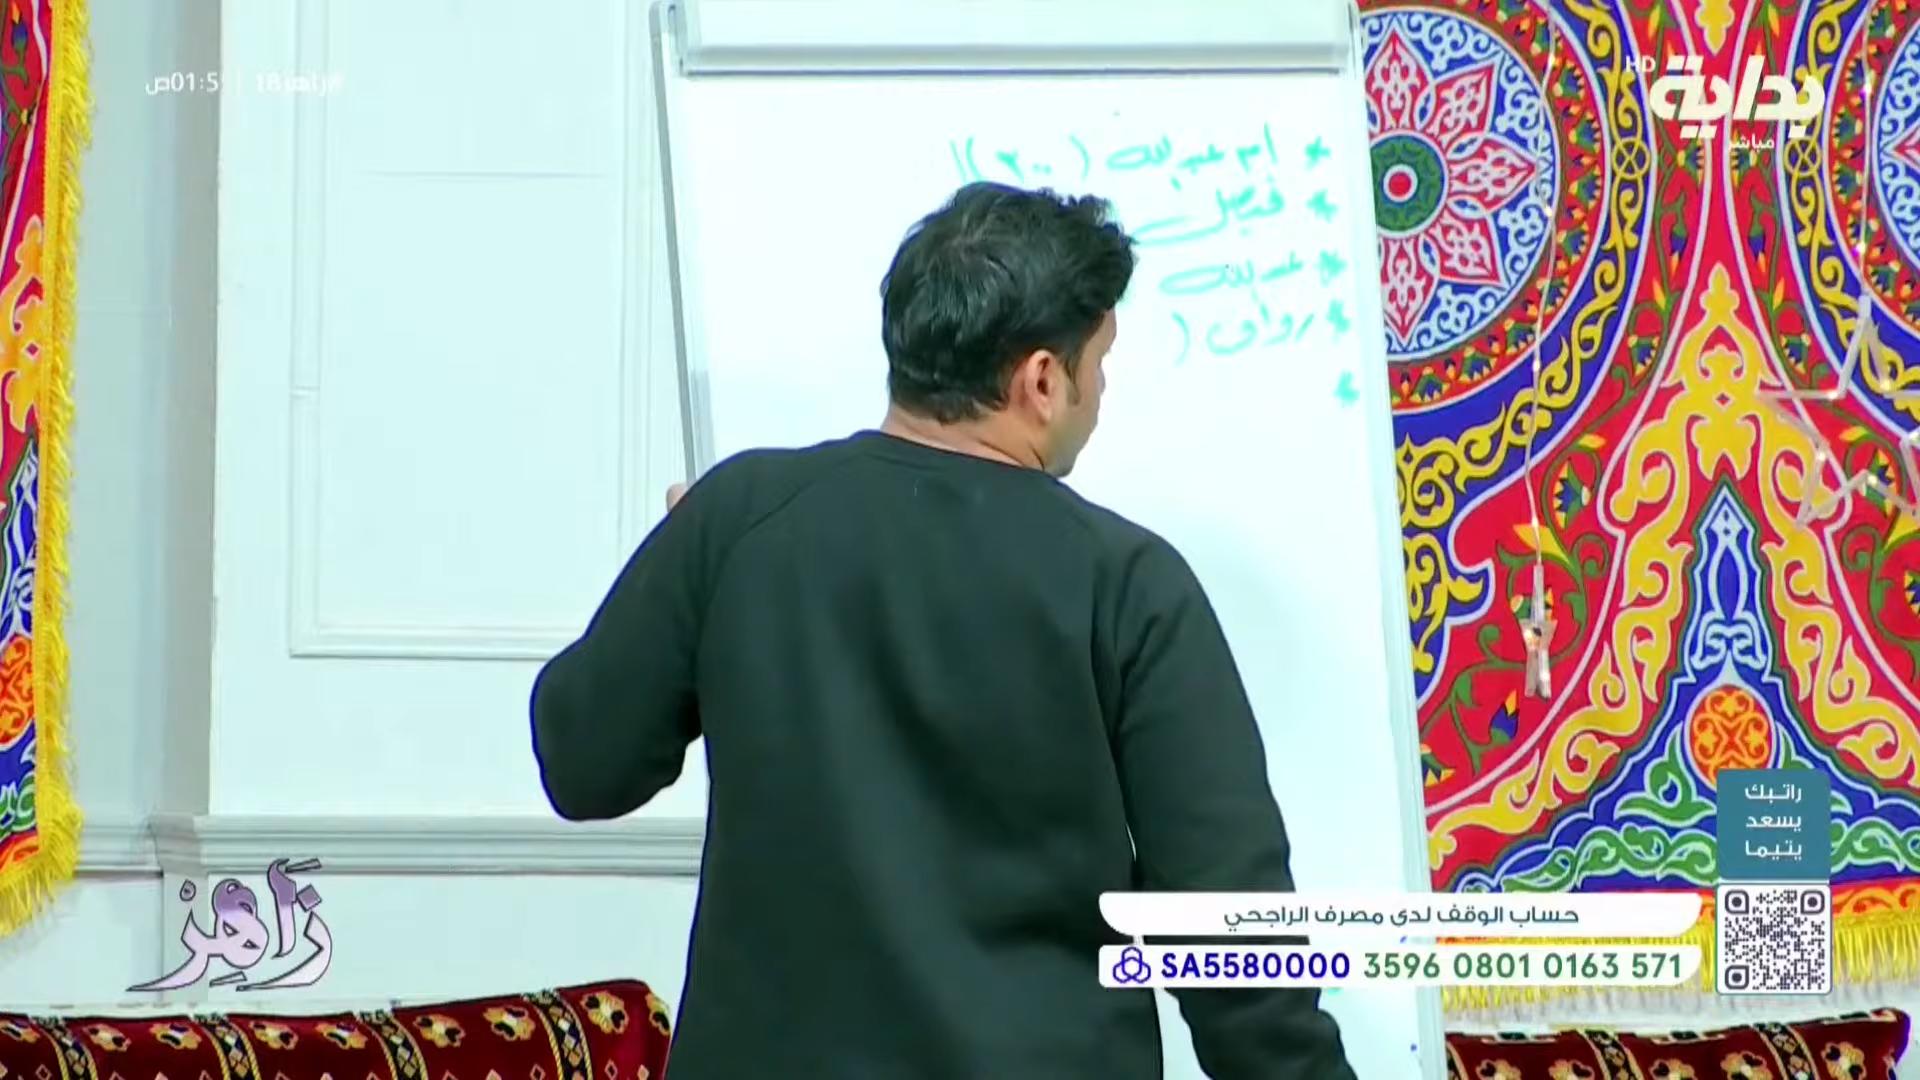 #زاهر18 | 01:5ص
بداية HD
مباشر
* ام عبدالله (٢٠٠)
* فيصل
* عبدالله
* رواف (
*
راتبك
يسعد
يتيما
حساب الوقف لدى مصرف الراجحي
SA5580000 3596 0801 0163 571
زاهر